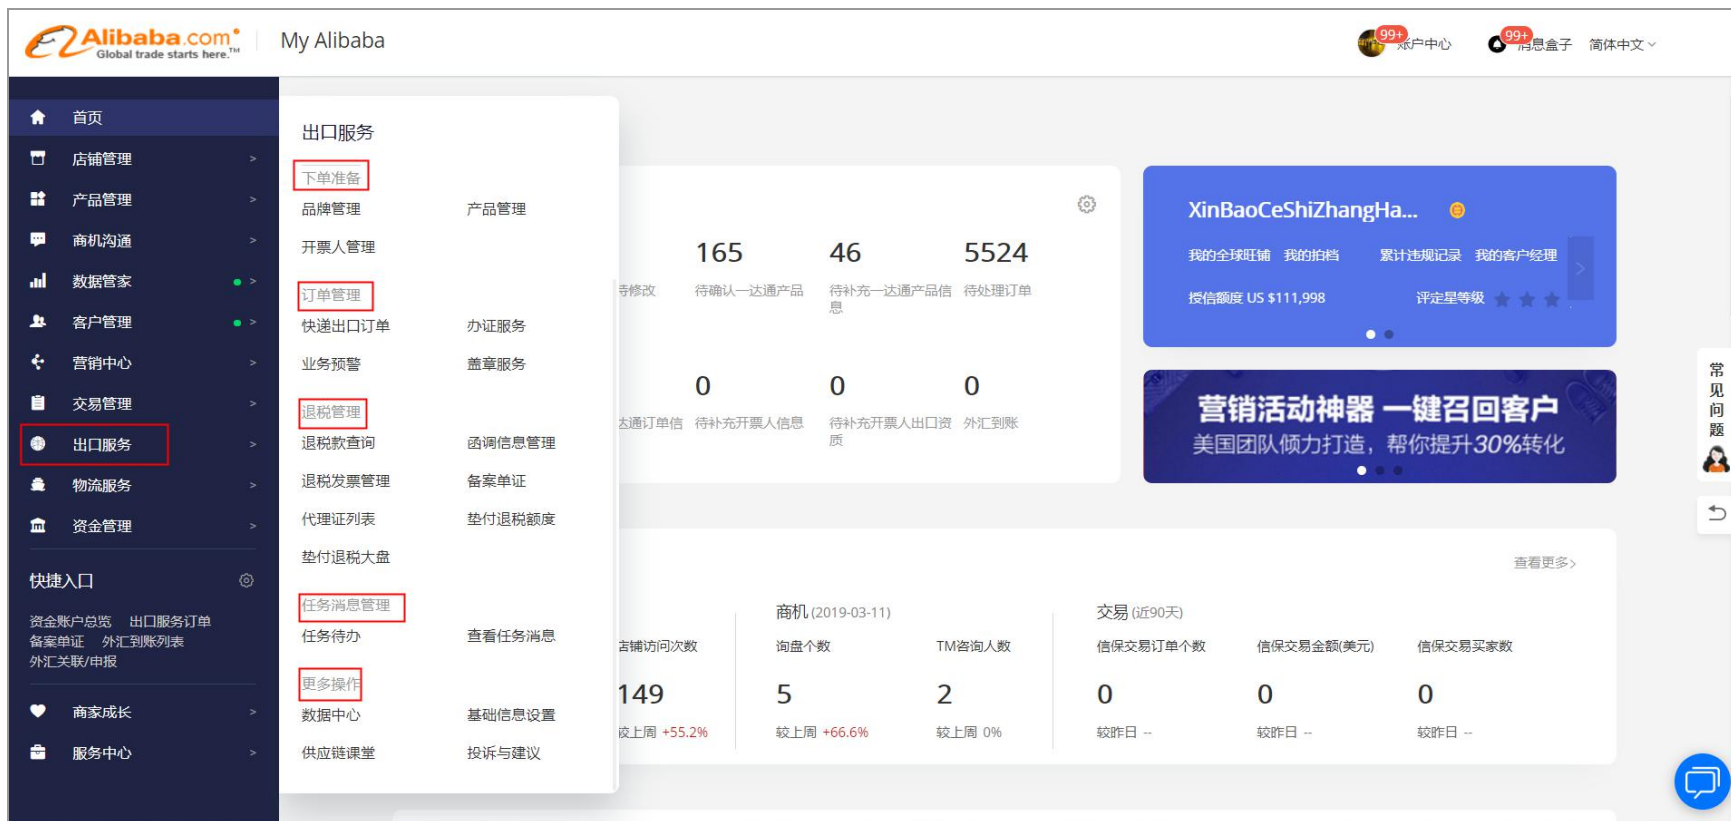 Alibaba.com
Global trade starts here.™
My Alibaba
99+
账户中心
99+
消息盒子
简体中文
首页
店铺管理
产品管理
商机沟通
数据管家
客户管理
营销中心
交易管理
出口服务
物流服务
资金管理
快捷入口
资金账户总览 出口服务订单
备案单证 外汇到账列表
外汇关联/申报
商家成长
服务中心
出口服务
下单准备
品牌管理 产品管理
开票人管理
订单管理
快递出口订单 办证服务
业务预警 盖章服务
退税管理
退税款查询 函调信息管理
退税发票管理 备案单证
代理证列表 垫付退税额度
垫付退税大盘
任务消息管理
任务待办 查看任务消息
更多操作
数据中心 基础信息设置
供应链课堂 投诉与建议
165 46 5524
待修改 待确认一达通产品 待补充一达通产品信 待处理订单
息
0 0 0
达通订单信 待补充开票人信息 待补充开票人出口资 外汇到账
质
XinBaoCeShiZhangHa...
我的全球旺铺 我的拍档 累计违规记录 我的客户经理
授信额度 US $111,998 评定星等级
营销活动神器 一键召回客户
美国团队倾力打造，帮你提升30%转化
常见问题
查看更多>
商机(2019-03-11) 交易(近90天)
店铺访问次数 询盘个数 TM咨询人数 信保交易订单个数 信保交易金额(美元) 信保交易买家数
149 5 2 0 0 0
较上周 +55.2% 较上周 +66.6% 较上周 0% 较昨日 -- 较昨日 -- 较昨日 --